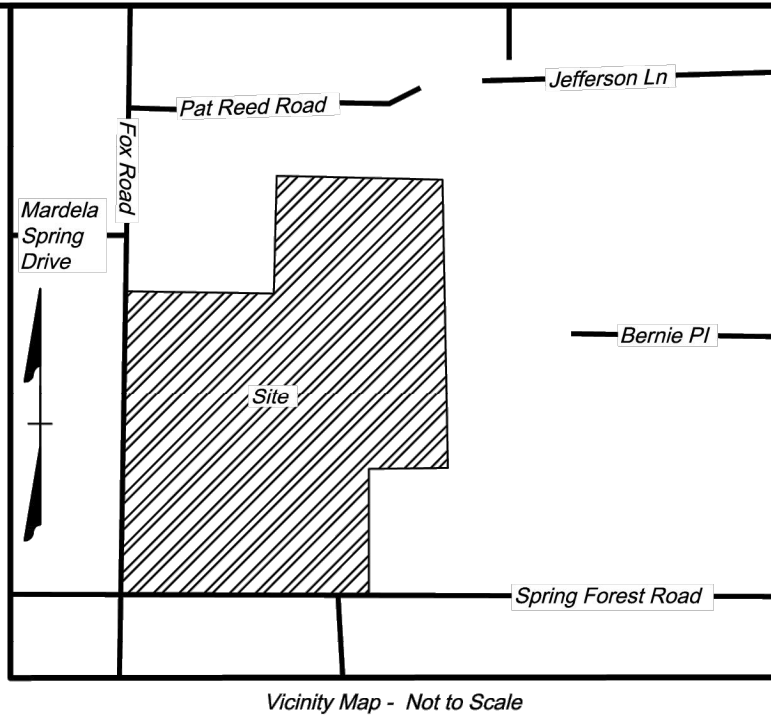 Jefferson Ln
Pat Reed Road
Fox Road
Mardela
Spring
Drive
Bernie Pl
Site
Spring Forest Road
Vicinity Map - Not to Scale